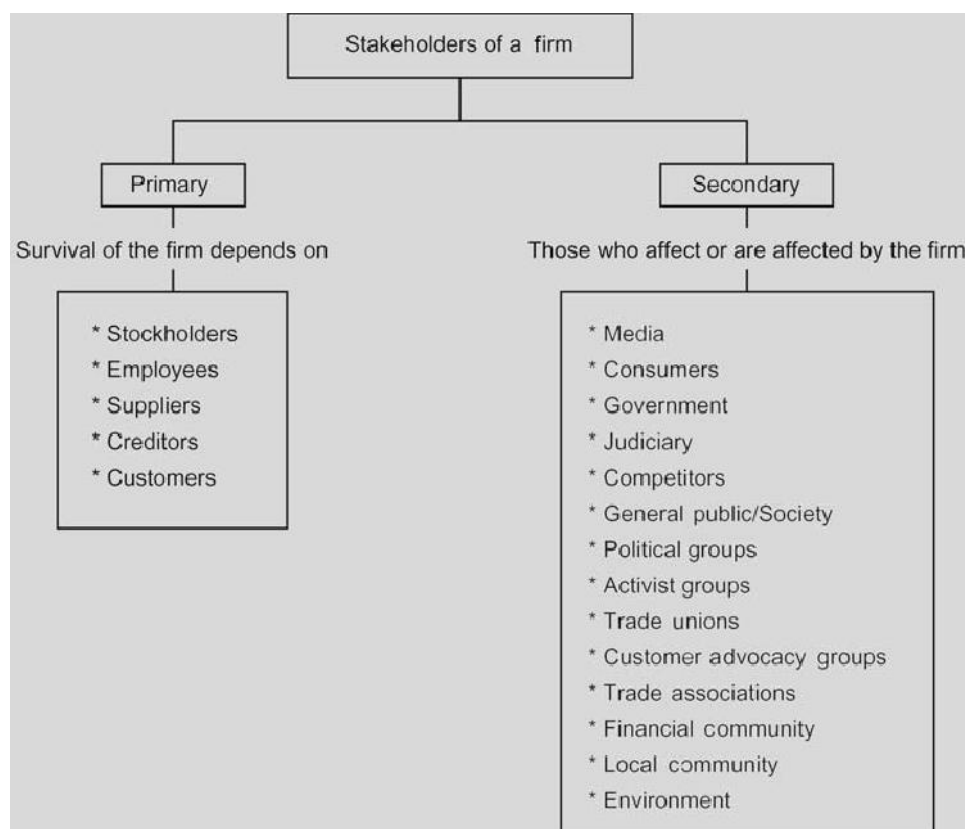 Stakeholders of a firm
Primary
Survival of the firm depends on
* Stockholders
* Employees
* Suppliers
* Creditors
* Customers
Secondary
Those who affect or are affected by the firm
* Media
* Consumers
* Government
* Judiciary
* Competitors
* General public/Society
* Political groups
* Activist groups
* Trade unions
* Customer advocacy groups
* Trade associations
* Financial community
* Local community
* Environment